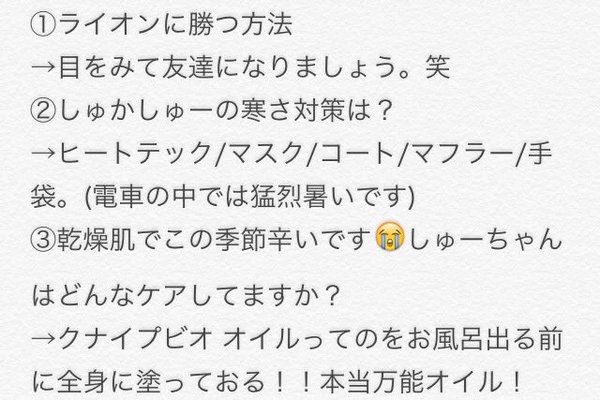 ①ライオンに勝つ方法
→目をみて友達になりましょう。笑
②しゅかしゅーの寒さ対策は？
→ヒートテック/マスク/コート/マフラー/手
袋。(電車の中では猛烈暑いです)
③乾燥肌でこの季節辛いです😭しゅーちゃん
はどんなケアしてますか？
→クナイプビオ オイルってのをお風呂出る前
に全身に塗っておる！！本当万能オイル！